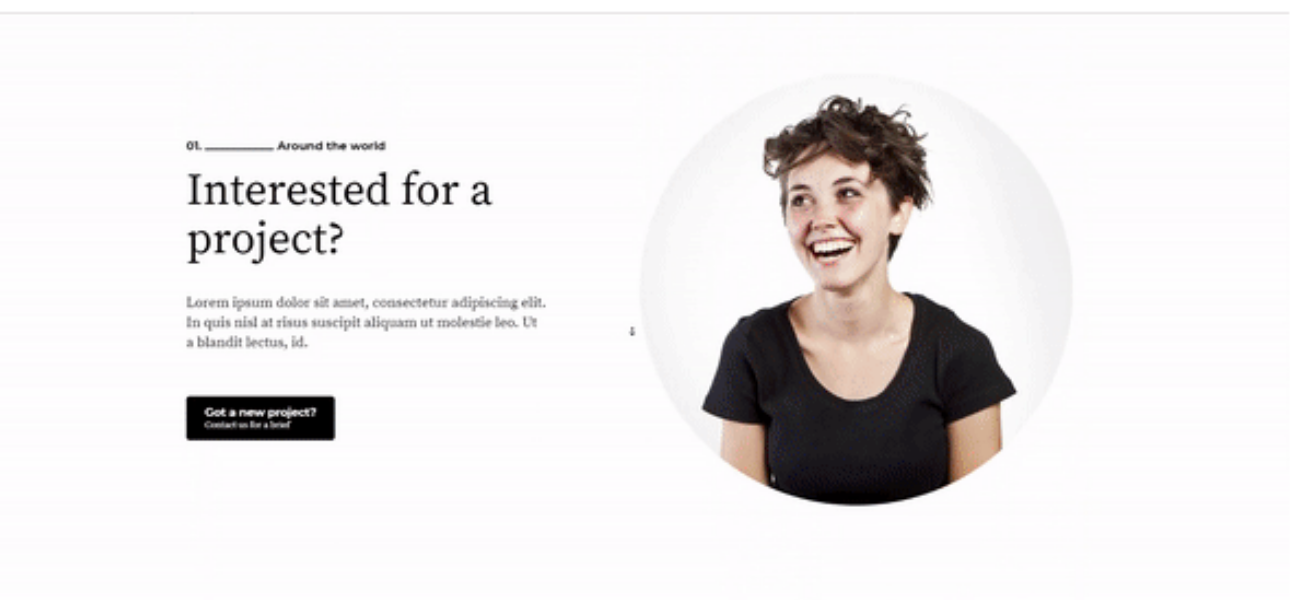 01. __________ Around the world
Interested for a
project?
Lorem ipsum dolor sit amet, consectetur adipiscing elit.
In quis nisl at risus suscipit aliquam ut molestie leo. Ut
a blandit lectus, id.
Got a new project?
Contact us for a brief